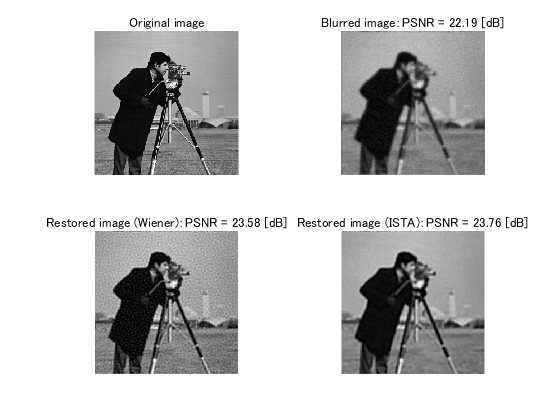 Original image
Blurred image: PSNR = 22.19 [dB]
Restored image (Wiener): PSNR = 23.58 [dB]
Restored image (ISTA): PSNR = 23.76 [dB]